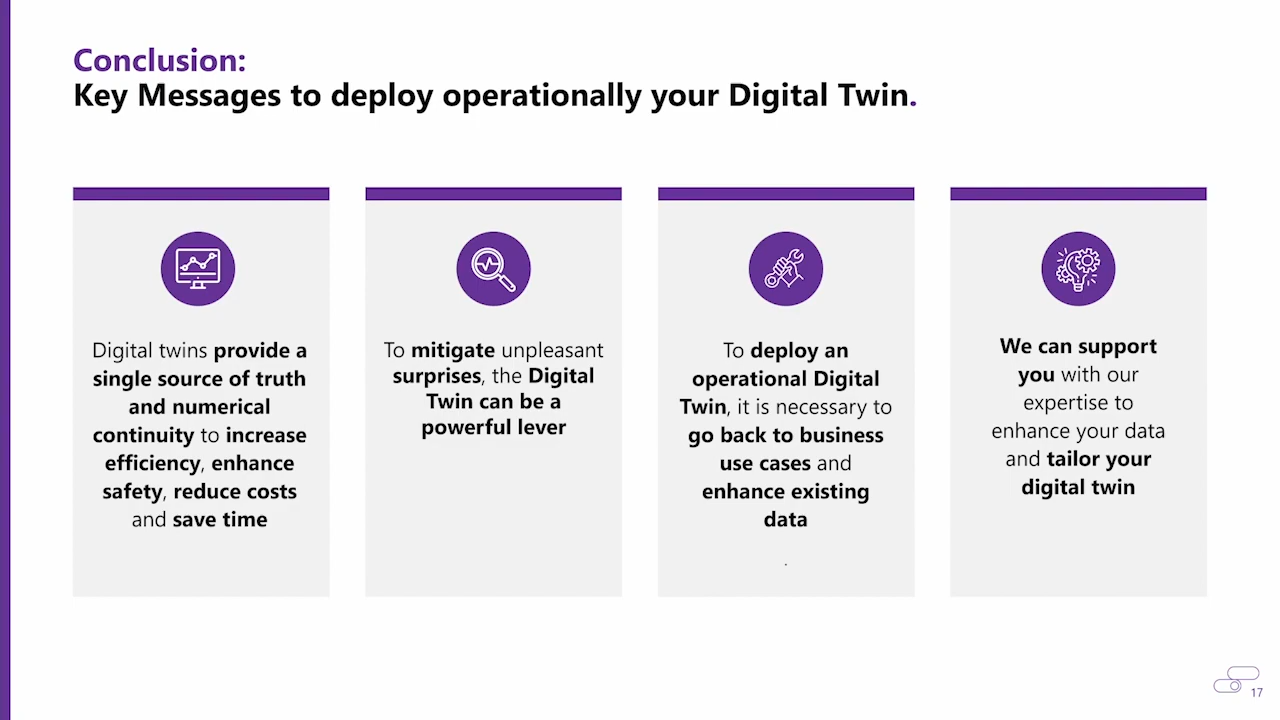 Conclusion:
Key Messages to deploy operationally your Digital Twin.
Digital twins provide a
single source of truth
and numerical
continuity to increase
efficiency, enhance
safety, reduce costs
and save time
To mitigate unpleasant
surprises, the Digital
Twin can be a
powerful lever
To deploy an
operational Digital
Twin, it is necessary to
go back to business
use cases and
enhance existing
data
.
We can support
you with our
expertise to
enhance your data
and tailor your
digital twin
17